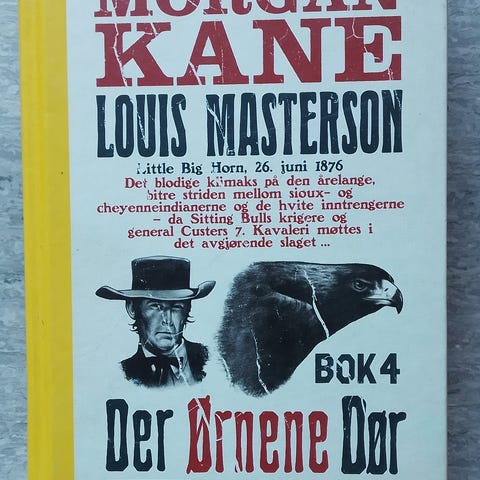 MORGAN
KANE
LOUIS MASTERSON
Little Big Horn, 26. juni 1876
Det blodige klimaks på den årelange,
bitre striden mellom sioux- og
cheyenneindianerne og de hvite inntrengerne
- da Sitting Bulls krigere og
general Custers 7. Kavaleri møttes i
det avgjørende slaget ...
BOK 4
Der Ørnene Dør